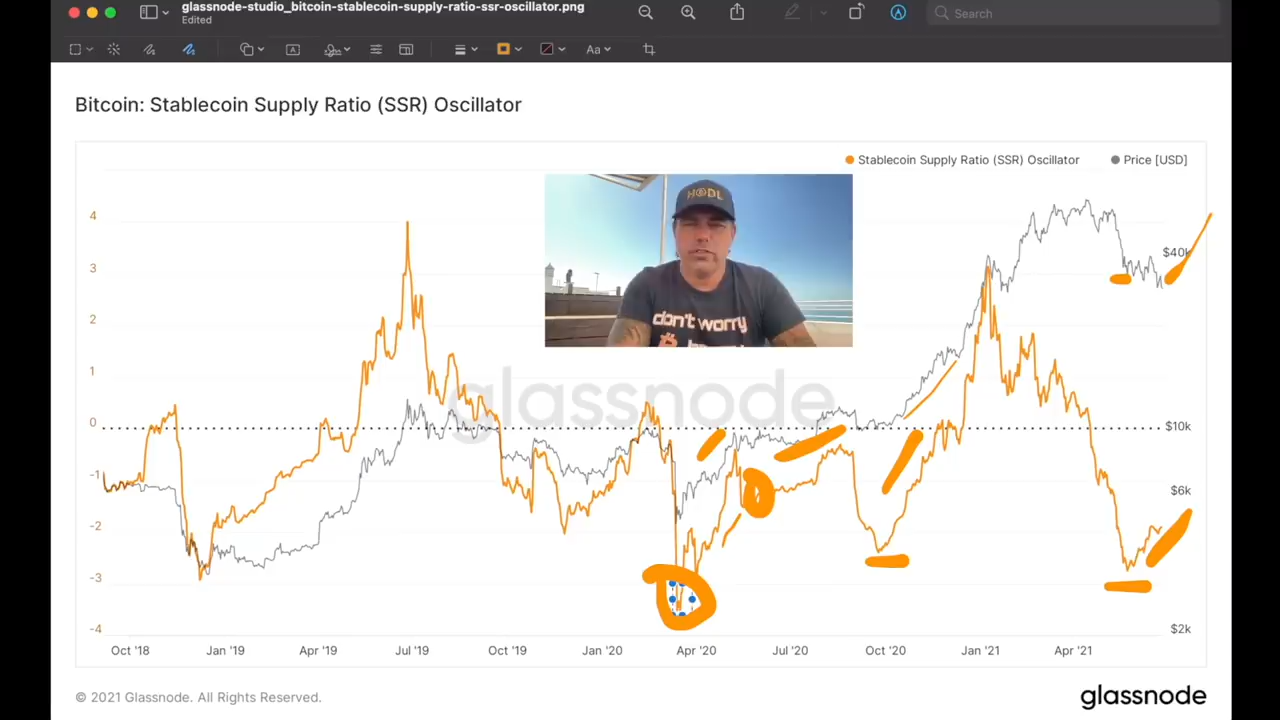 glassnode-studio_bitcoin-stablecoin-supply-ratio-ssr-oscillator.png
Edited
Search
Aa
Bitcoin: Stablecoin Supply Ratio (SSR) Oscillator
Stablecoin Supply Ratio (SSR) Oscillator Price [USD]
HODL
don't worry
4
3
2
1
0
-1
-2
-3
-4
$40k
$10k
$6k
$2k
glassnode
Oct '18 Jan '19 Apr '19 Jul '19 Oct '19 Jan '20 Apr '20 Jul '20 Oct '20 Jan '21 Apr '21
© 2021 Glassnode. All Rights Reserved.
glassnode